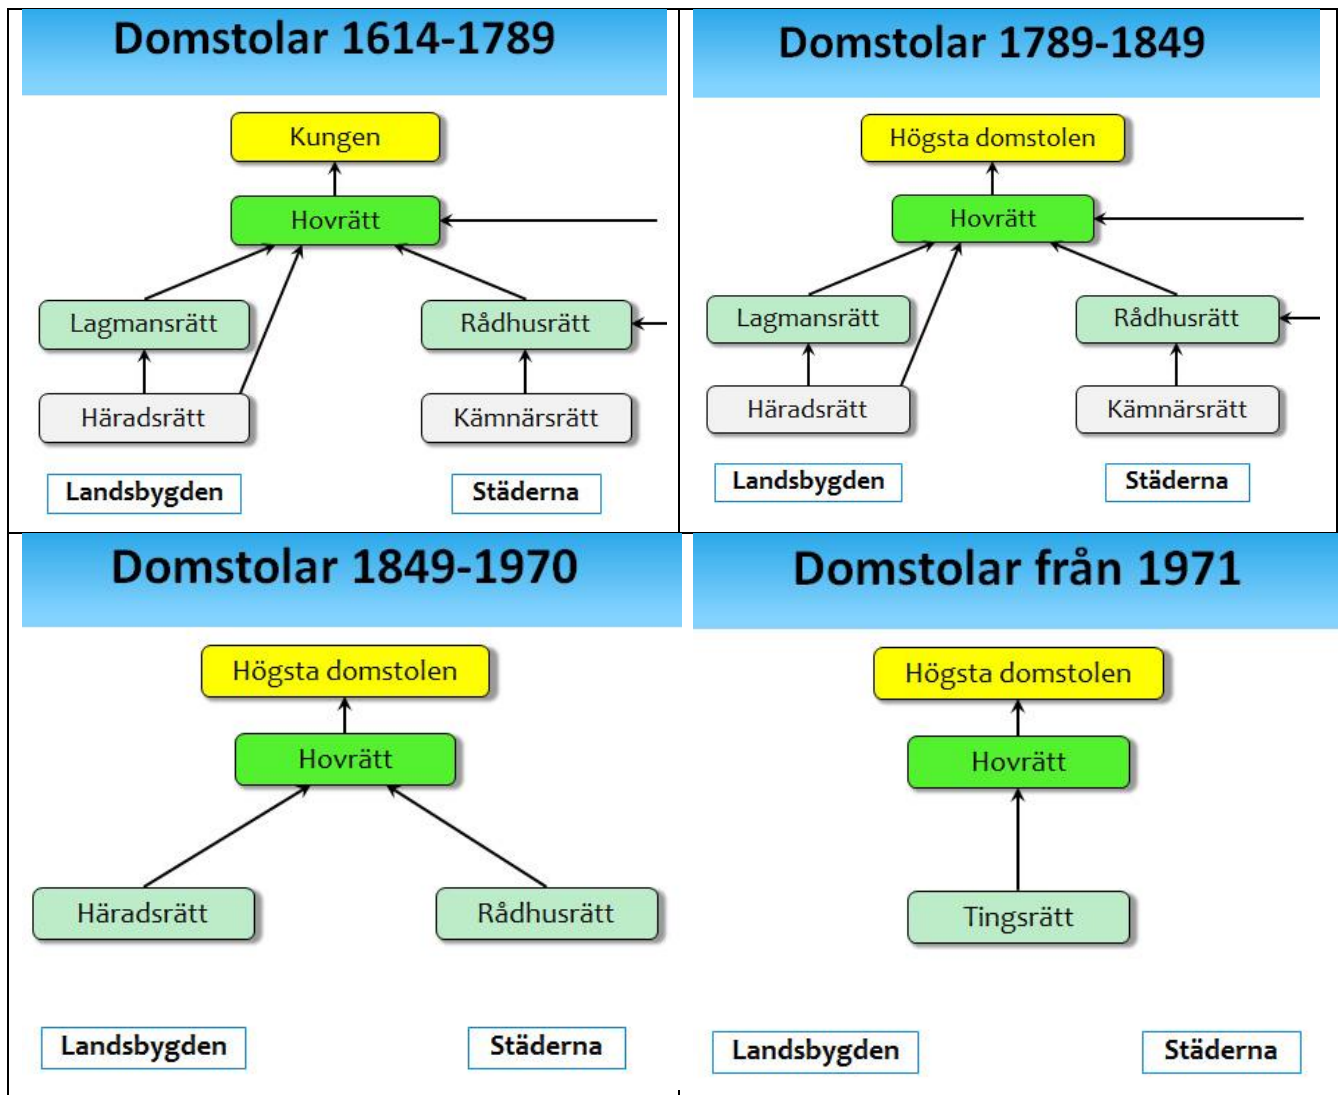 Domstolar 1614-1789
Kungen
Hovrätt
Lagmansrätt
Rådhusrätt
Häradsrätt
Kämnärsrätt
Landsbygden
Städerna
Domstolar 1789-1849
Högsta domstolen
Hovrätt
Lagmansrätt
Rådhusrätt
Häradsrätt
Kämnärsrätt
Landsbygden
Städerna
Domstolar 1849-1970
Högsta domstolen
Hovrätt
Häradsrätt
Rådhusrätt
Landsbygden
Städerna
Domstolar från 1971
Högsta domstolen
Hovrätt
Tingsrätt
Landsbygden
Städerna